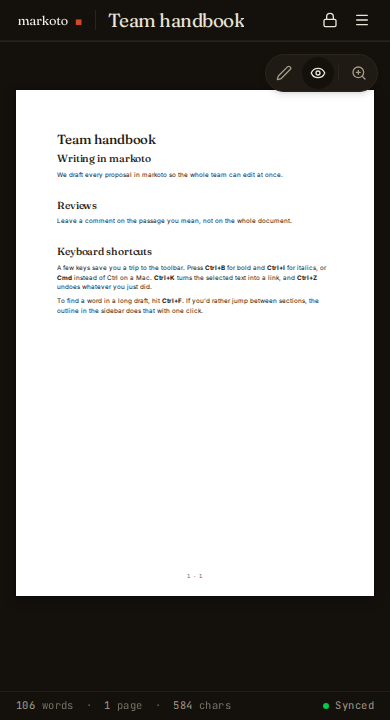 markoto
Team handbook
Team handbook
Writing in markoto
We draft every proposal in markoto so the whole team can edit at once.
Reviews
Leave a comment on the passage you mean, not on the whole document.
Keyboard shortcuts
A few keys save you a trip to the toolbar. Press Ctrl+B for bold and Ctrl+I for italics, or
Cmd instead of Ctrl on a Mac. Ctrl+K turns the selected text into a link, and Ctrl+Z
undoes whatever you just did.
To find a word in a long draft, hit Ctrl+F. If you'd rather jump between sections, the
outline in the sidebar does that with one click.
1 - 1
106 words · 1 page · 584 chars
Synced